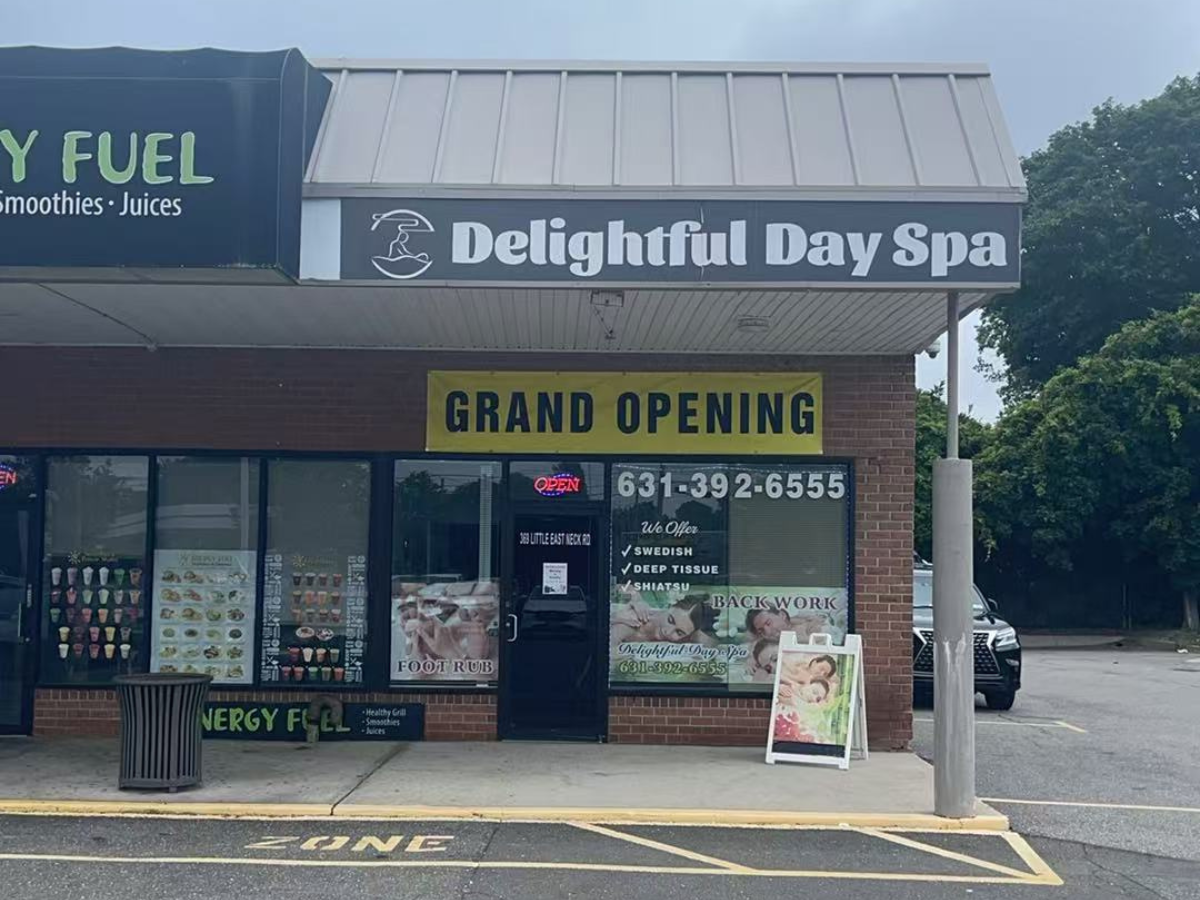 Y FUEL
Smoothies · Juices
Delightful Day Spa
GRAND OPENING
EN
OPEN
631-392-6555
369 LITTLE EAST NECK RD
We Offer
✓ SWEDISH
✓ DEEP TISSUE
✓ SHIATSU
BACK WORK
Delightful Day Spa
631-392-6555
FOOT RUB
NERGY FUEL
- Healthy Grill
- Smoothies
- Juices
ZONE